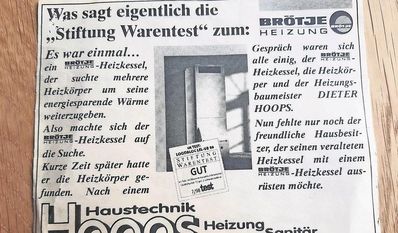 Was sagt eigentlich die
„Stiftung Warentest" zum:
BRÖTJE
HEIZUNG
Es war einmal...
ein BRÖTJE HEIZUNG-Heizkessel,
der suchte mehrere
Heizkörper um seine
energiesparende Wärme
weiterzugeben.
Also machte sich der
BRÖTJE HEIZUNG-Heizkessel auf
die Suche.
Kurze Zeit später hatte
er die Heizkörper ge-
funden. Nach einem
IM TEST:
STIFTUNG
WARENTEST
GUT
test
Gespräch waren sich
alle einig, der BRÖTJE HEIZUNG-
Heizkessel, die Heizkör-
per und der Heizungs-
baumeister DIETER
HOOPS.
Nun fehlte nur noch der
freundliche Hausbesit-
zer, der seinen veralteten
Heizkessel mit einem
BRÖTJE HEIZUNG-Heizkessel aus-
rüsten möchte.
Haustechnik
Hoops Heizung
Sanitär